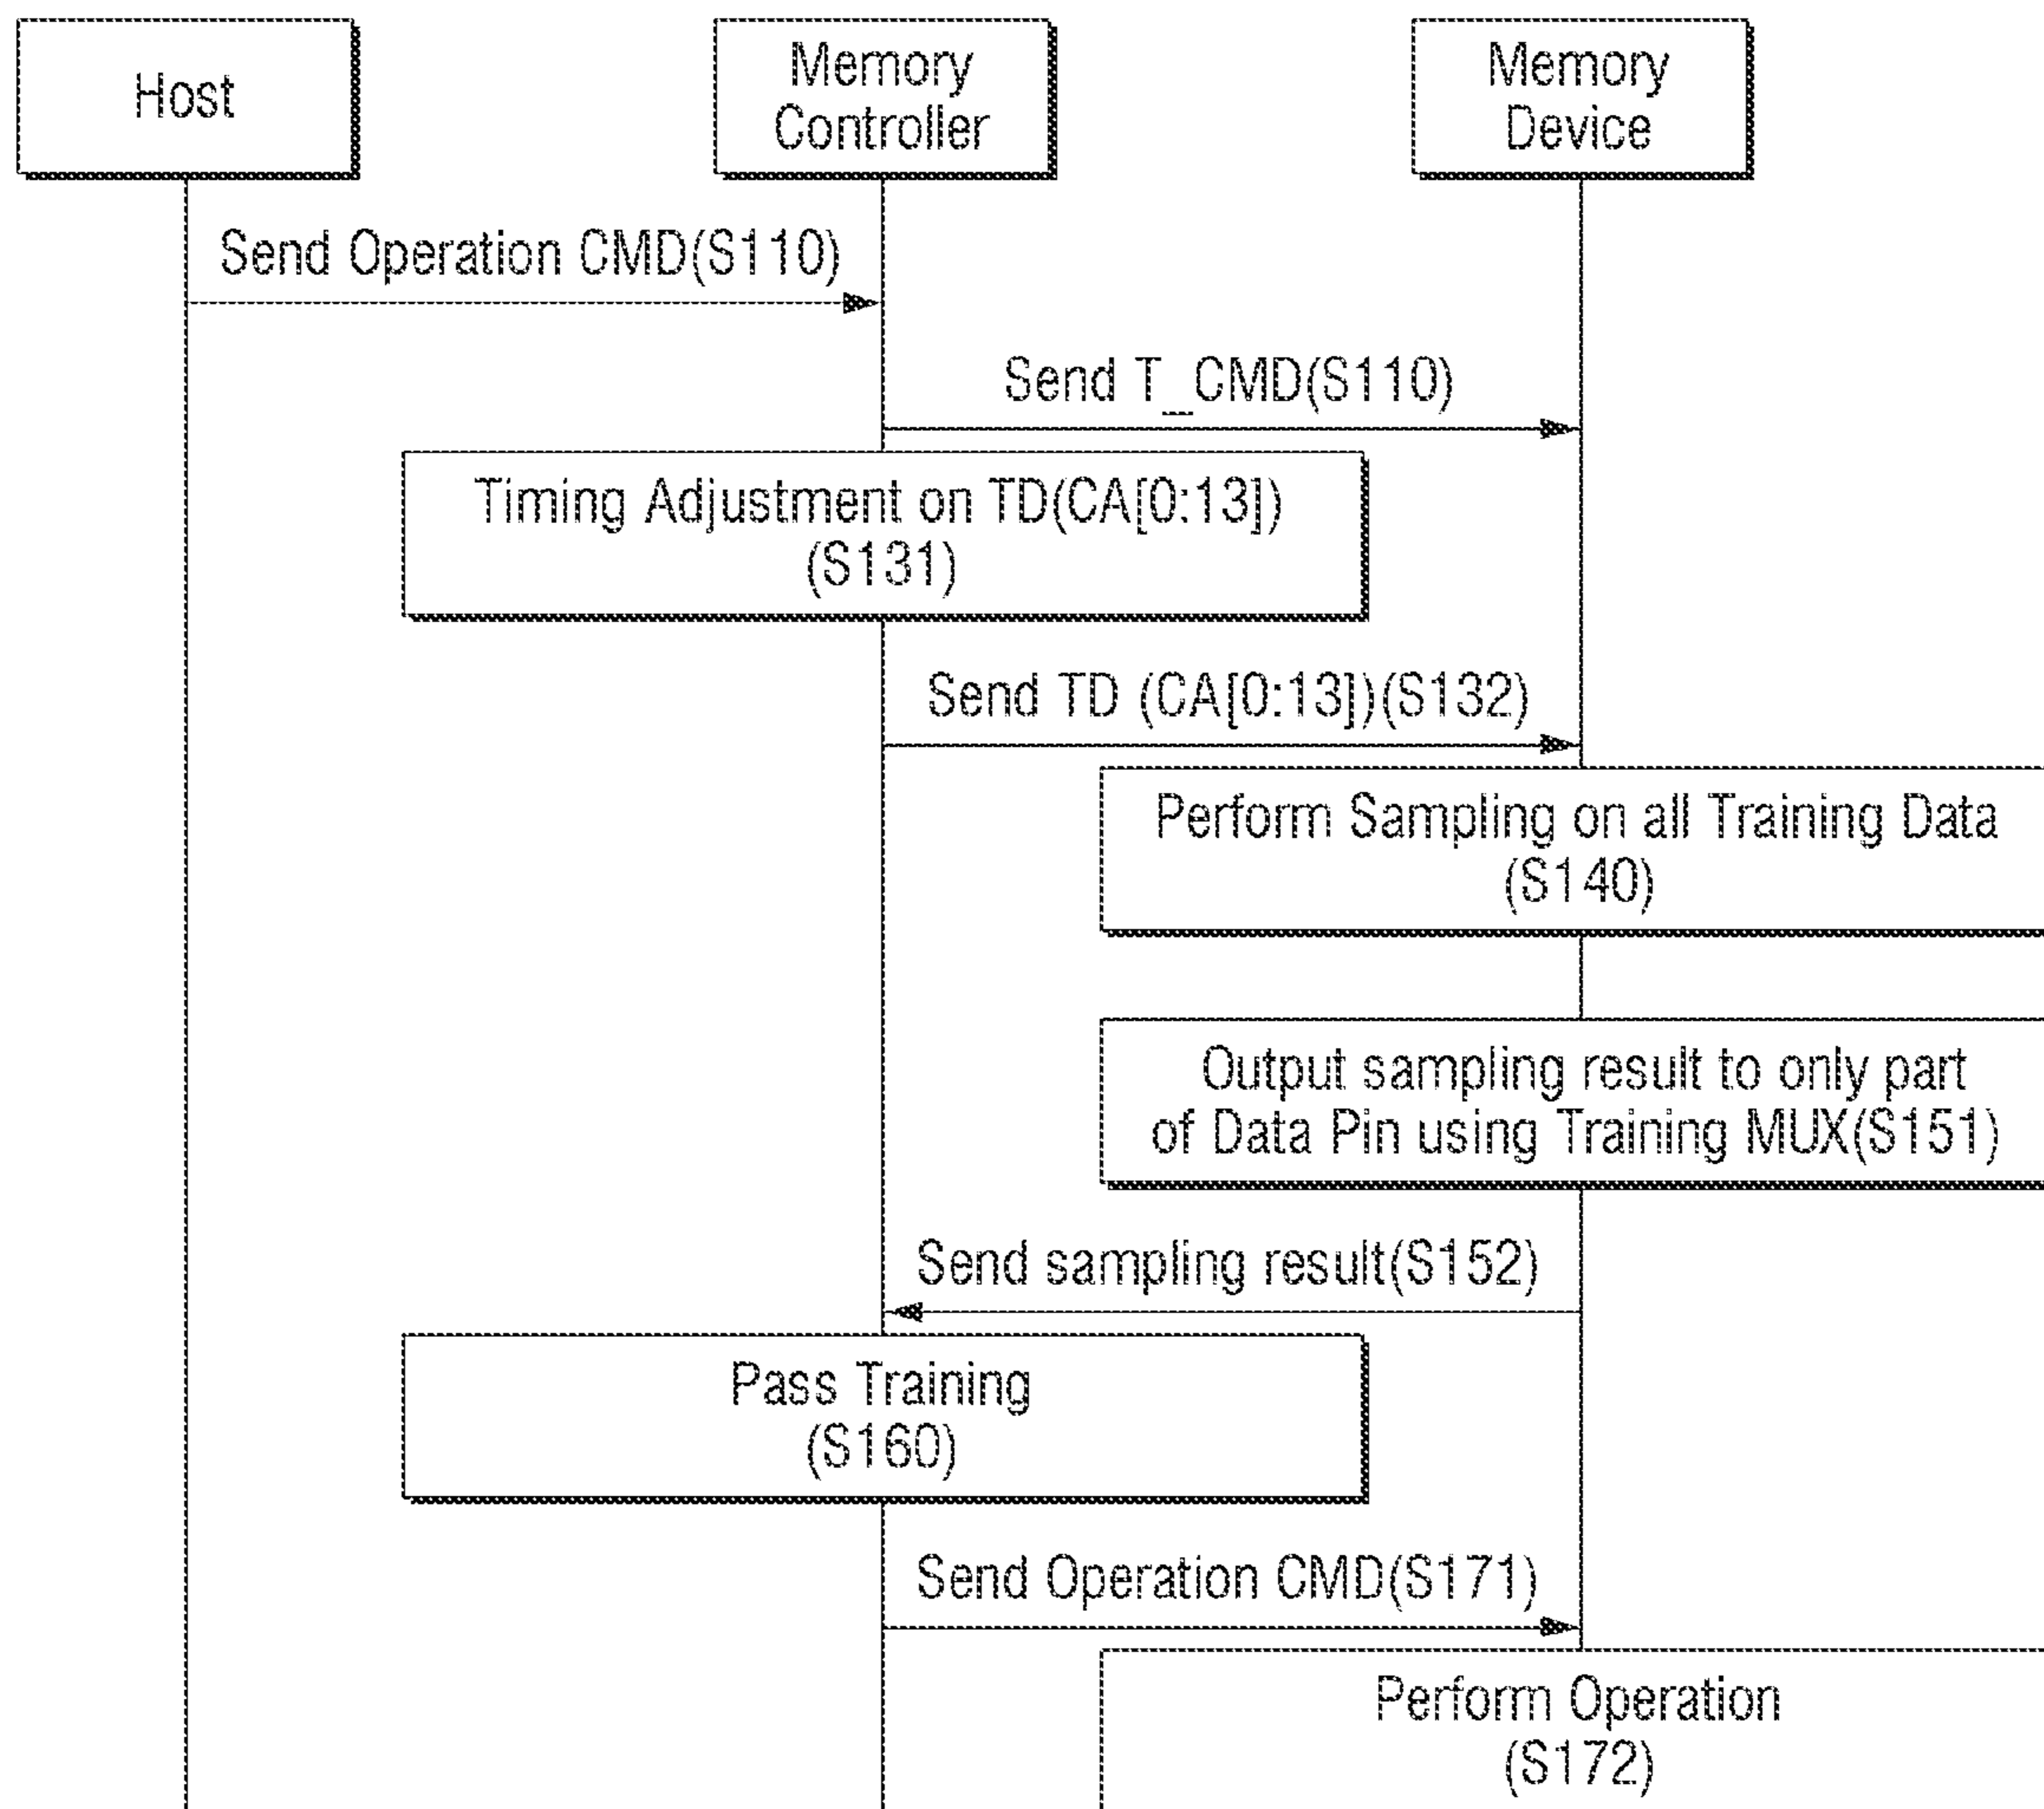 Host
Memory
Controller
Memory
Device
Send Operation CMD(S110)
Send T_CMD(S110)
Timing Adjustment on TD(CA[0:13])
(S131)
Send TD (CA[0:13])(S132)
Perform Sampling on all Training Data
(S140)
Output sampling result to only part
of Data Pin using Training MUX(S151)
Send sampling result(S152)
Pass Training
(S160)
Send Operation CMD(S171)
Perform Operation
(S172)